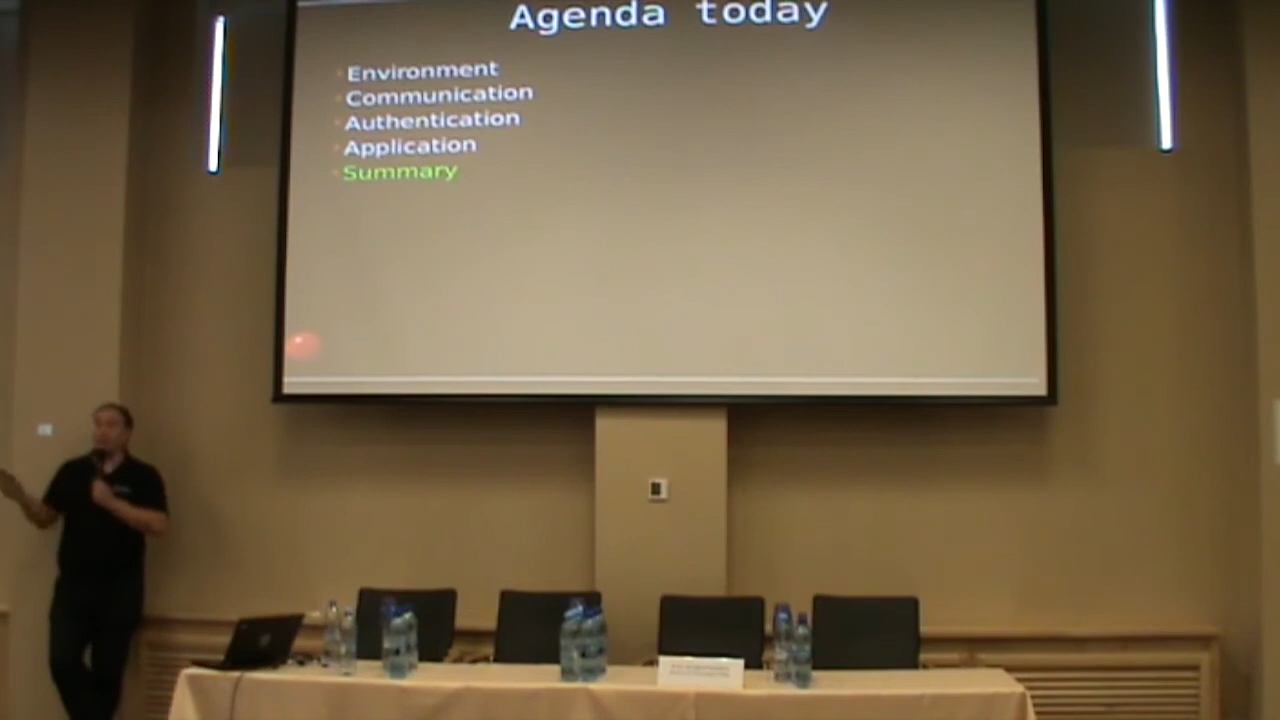 Agenda today
Environment
Communication
Authentication
Application
Summary